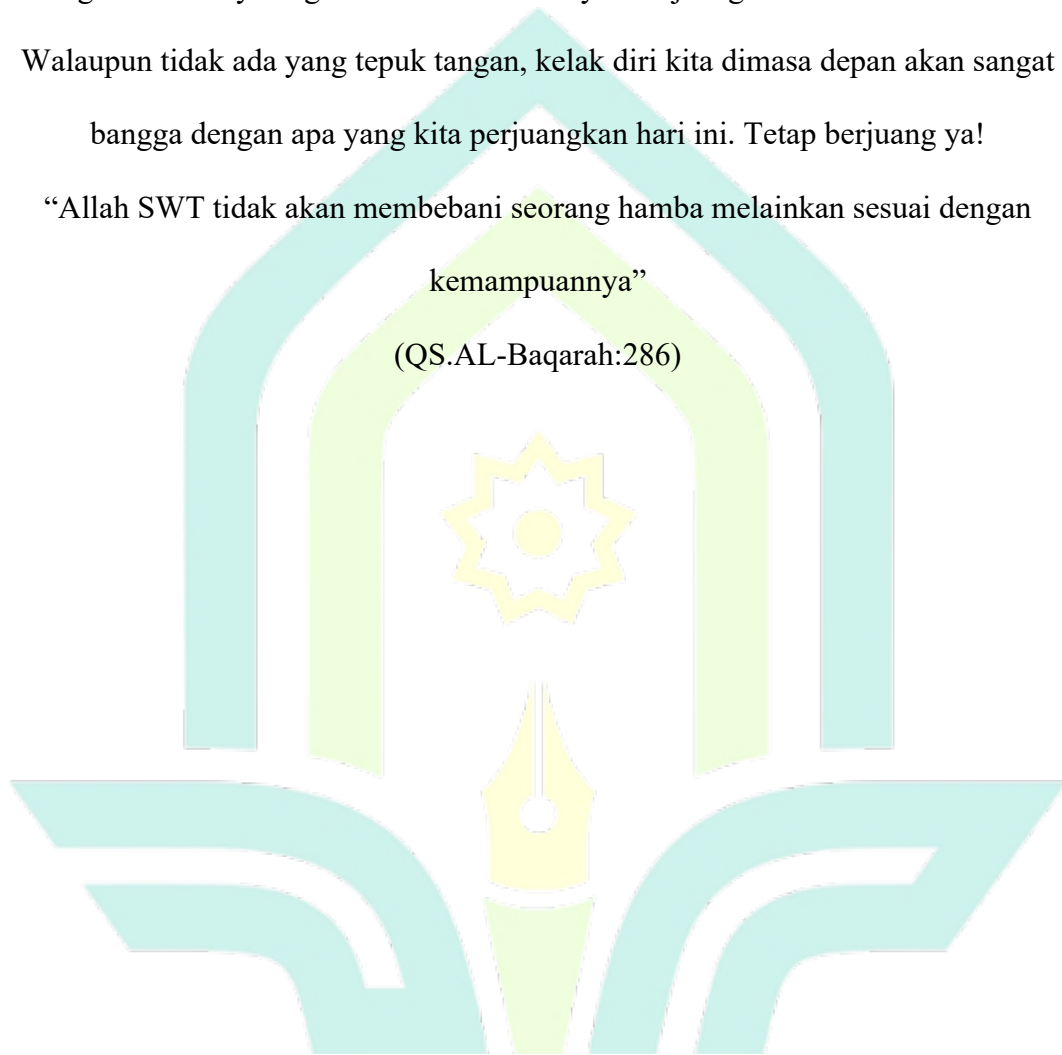 Walaupun tidak ada yang tepuk tangan, kelak diri kita dimasa depan akan sangat
bangga dengan apa yang kita perjuangkan hari ini. Tetap berjuang ya!
“Allah SWT tidak akan membebani seorang hamba melainkan sesuai dengan
kemampuannya”
(QS.AL-Baqarah:286)